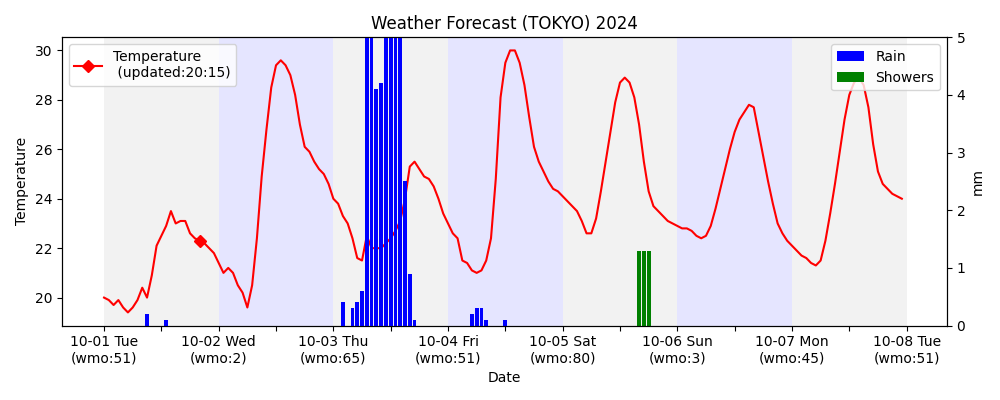 Weather Forecast (TOKYO) 2024
Temperature
(updated:20:15)
Rain
Showers
Temperature
30
28
26
24
22
20
mm
5
4
3
2
1
0
10-01 Tue
(wmo:51)
10-02 Wed
(wmo:2)
10-03 Thu
(wmo:65)
10-04 Fri
(wmo:51)
10-05 Sat
(wmo:80)
10-06 Sun
(wmo:3)
10-07 Mon
(wmo:45)
10-08 Tue
(wmo:51)
Date